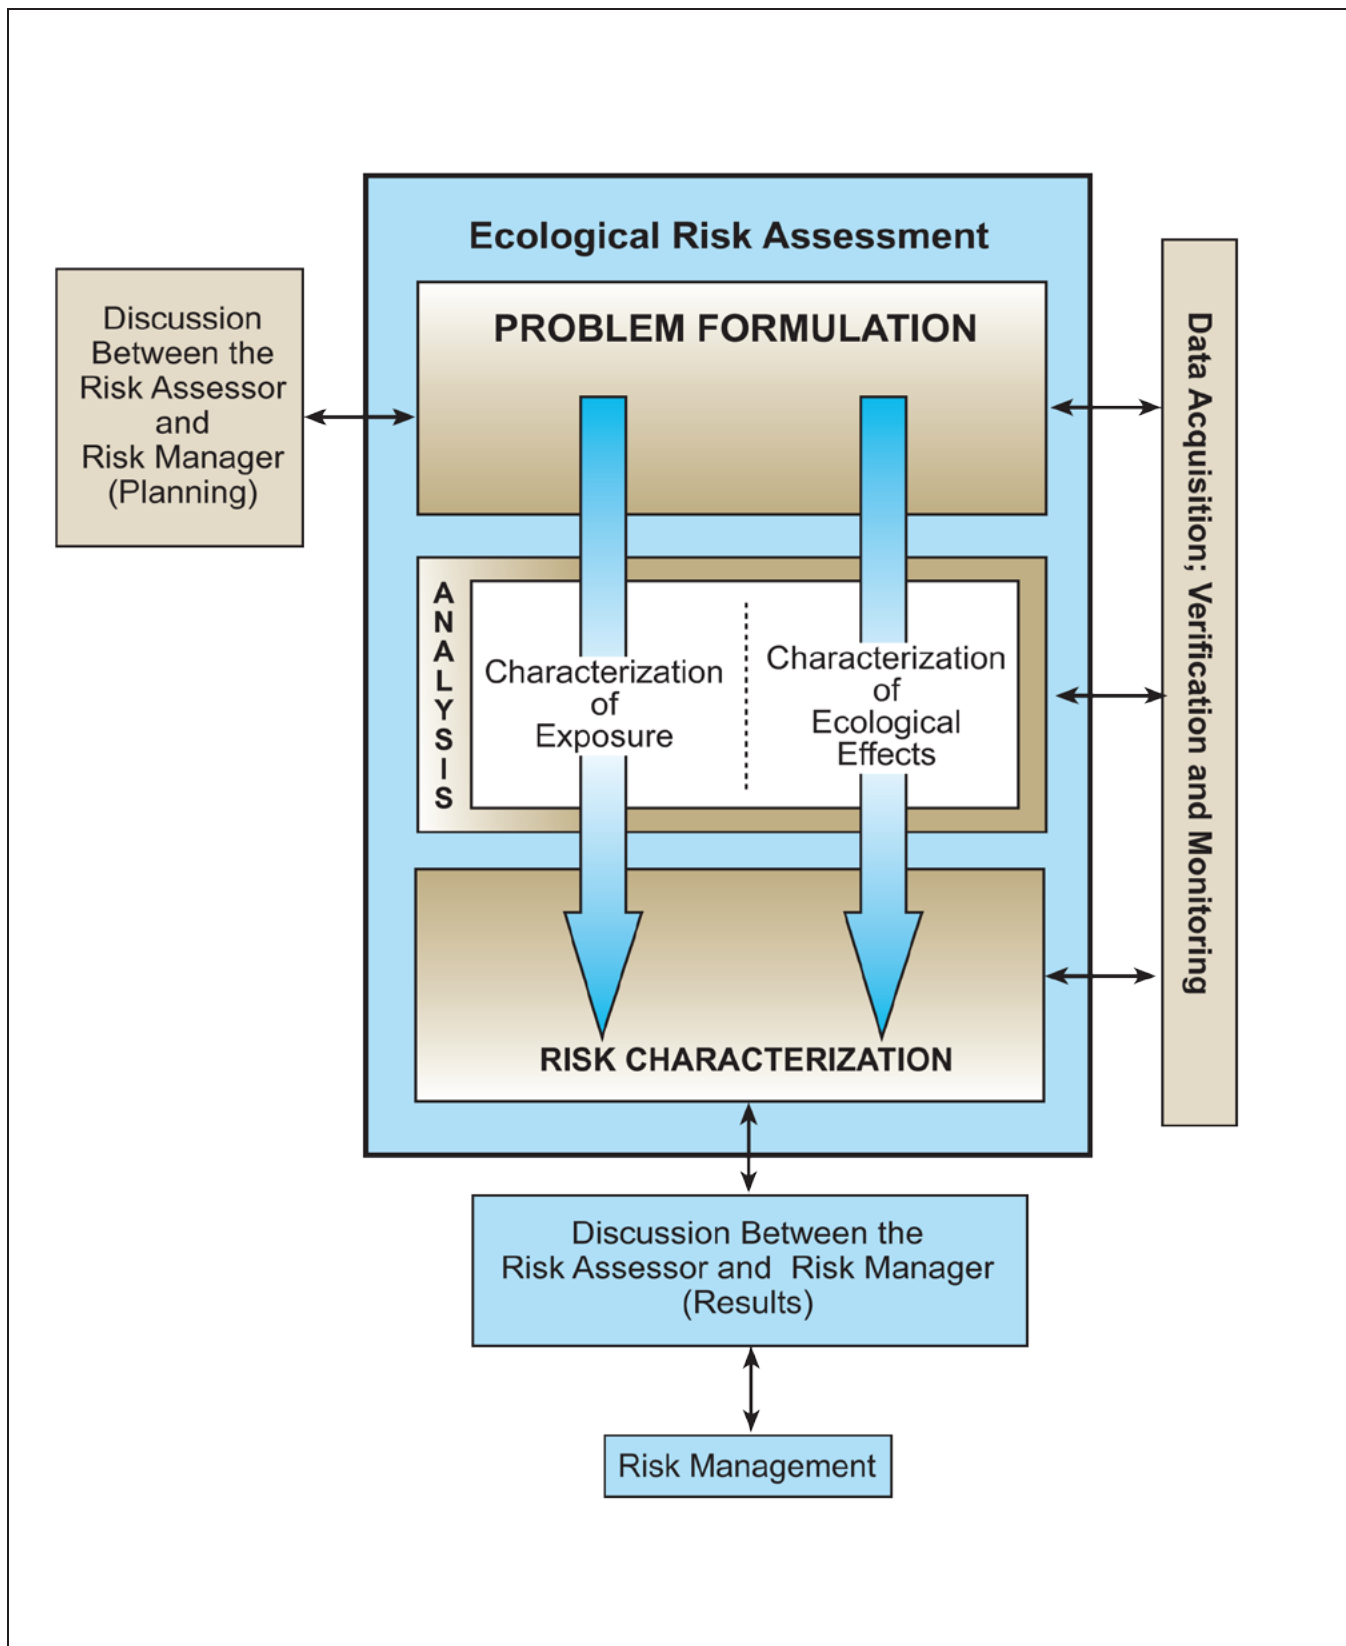 Ecological Risk Assessment
Discussion
Between the
Risk Assessor
and
Risk Manager
(Planning)
PROBLEM FORMULATION
ANALYSIS
Characterization
of
Exposure
Characterization
of
Ecological
Effects
RISK CHARACTERIZATION
Data Acquisition; Verification and Monitoring
Discussion Between the
Risk Assessor and Risk Manager
(Results)
Risk Management